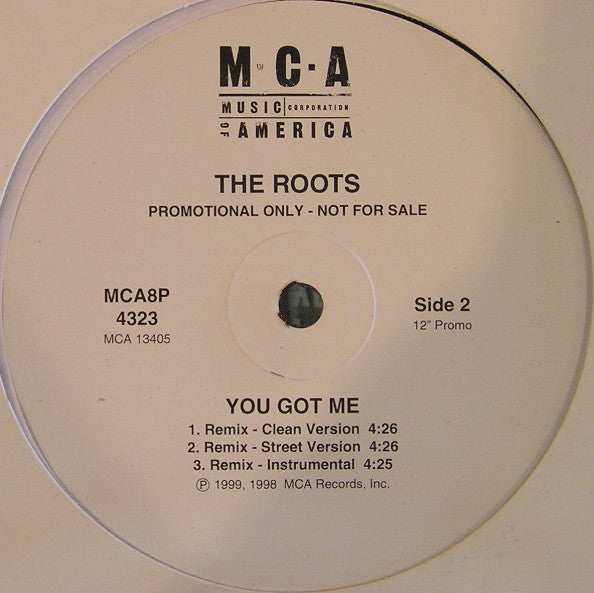 M·C·A
MUSIC CORPORATION
OF AMERICA
THE ROOTS
PROMOTIONAL ONLY - NOT FOR SALE
MCA8P
4323
MCA 13405
Side 2
12" Promo
YOU GOT ME
1. Remix - Clean Version 4:26
2. Remix - Street Version 4:26
3. Remix - Instrumental 4:25
Ⓟ 1999, 1998 MCA Records, Inc.